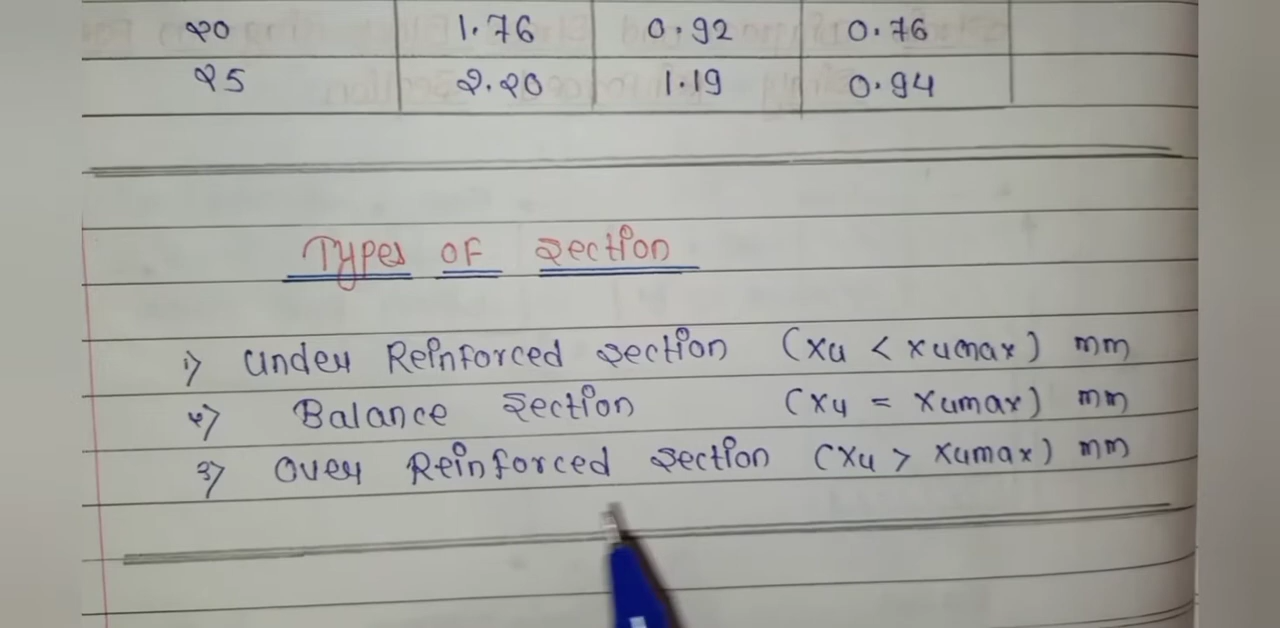 20 1.76 0.92 0.76
25 2.20 1.19 0.94
Types OF Section
1) Under Reinforced section (xu < xumax) mm
2) Balance Section (xu = xumax) mm
3) Over Reinforced section (xu > xumax) mm